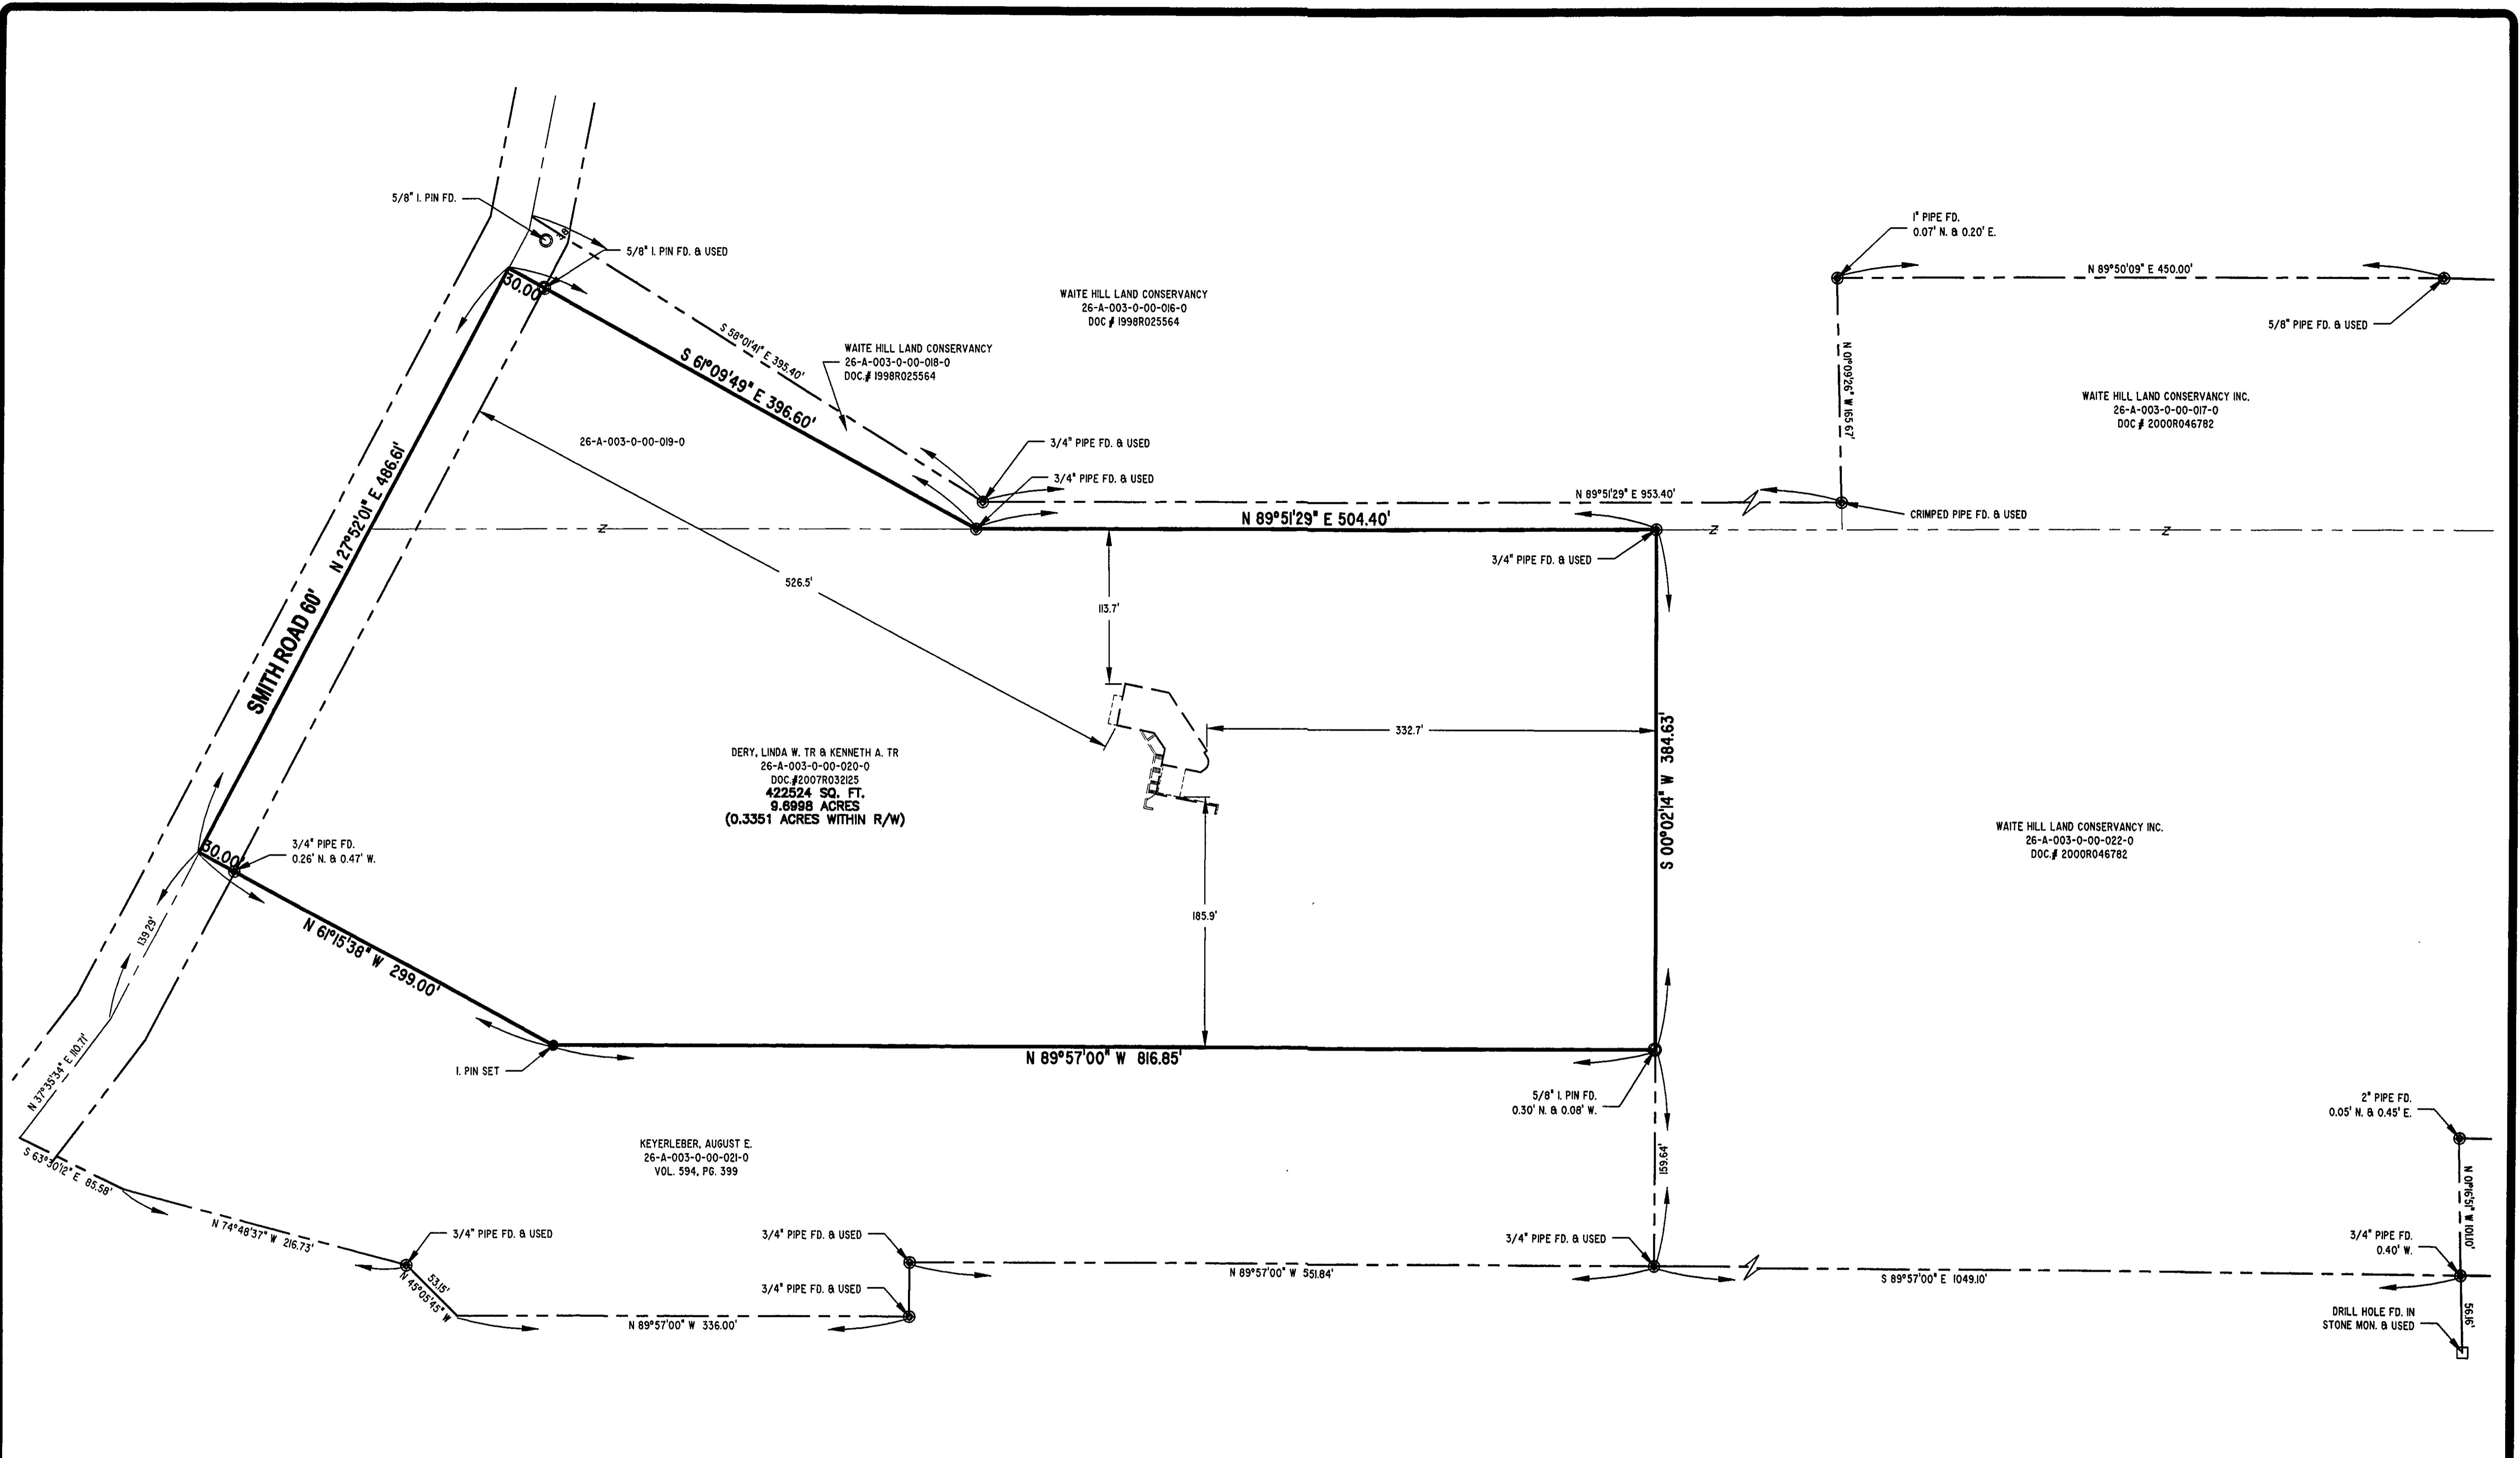 5/8" I. PIN FD.
5/8" I. PIN FD. & USED
30.00'
S 58°01'41" E 395.40'
S 61°09'49" E 396.60'
WAITE HILL LAND CONSERVANCY
26-A-003-0-00-016-0
DOC # 1998R025564
WAITE HILL LAND CONSERVANCY
26-A-003-0-00-018-0
DOC.# 1998R025564
1" PIPE FD.
0.07' N. & 0.20' E.
N 89°50'09" E 450.00'
5/8" PIPE FD. & USED
N 01°09'26" W 165.67'
WAITE HILL LAND CONSERVANCY INC.
26-A-003-0-00-017-0
DOC # 2000R046782
26-A-003-0-00-019-0
3/4" PIPE FD. & USED
3/4" PIPE FD. & USED
N 89°51'29" E 953.40'
N 89°51'29" E 504.40'
CRIMPED PIPE FD. & USED
3/4" PIPE FD. & USED
Z
Z
Z
SMITH ROAD 60'
N 27°52'01" E 486.61'
526.5'
113.7'
332.7'
185.9'
S 00°02'14" W 384.63'
DERY, LINDA W. TR & KENNETH A. TR
26-A-003-0-00-020-0
DOC.#2007R032125
422524 SQ. FT.
9.6998 ACRES
(0.3351 ACRES WITHIN R/W)
WAITE HILL LAND CONSERVANCY INC.
26-A-003-0-00-022-0
DOC.# 2000R046782
30.00'
3/4" PIPE FD.
0.26' N. & 0.47' W.
139.29'
N 61°15'38" W 299.00'
N 89°57'00" W 816.85'
I. PIN SET
N 37°35'34" E 110.71'
5/8" I. PIN FD.
0.30' N. & 0.08' W.
2" PIPE FD.
0.05' N. & 0.45' E.
KEYERLEBER, AUGUST E.
26-A-003-0-00-021-0
VOL. 594, PG. 399
159.64'
S 63°30'12" E 85.58'
N 74°48'37" W 216.73'
N 01°16'51" W 101.10'
3/4" PIPE FD. & USED
3/4" PIPE FD. & USED
3/4" PIPE FD. & USED
3/4" PIPE FD.
0.40' W.
53.15'
N 45°05'45" W
N 89°57'00" W 551.84'
S 89°57'00" E 1049.10'
3/4" PIPE FD. & USED
N 89°57'00" W 336.00'
DRILL HOLE FD. IN
STONE MON. & USED
56.16'